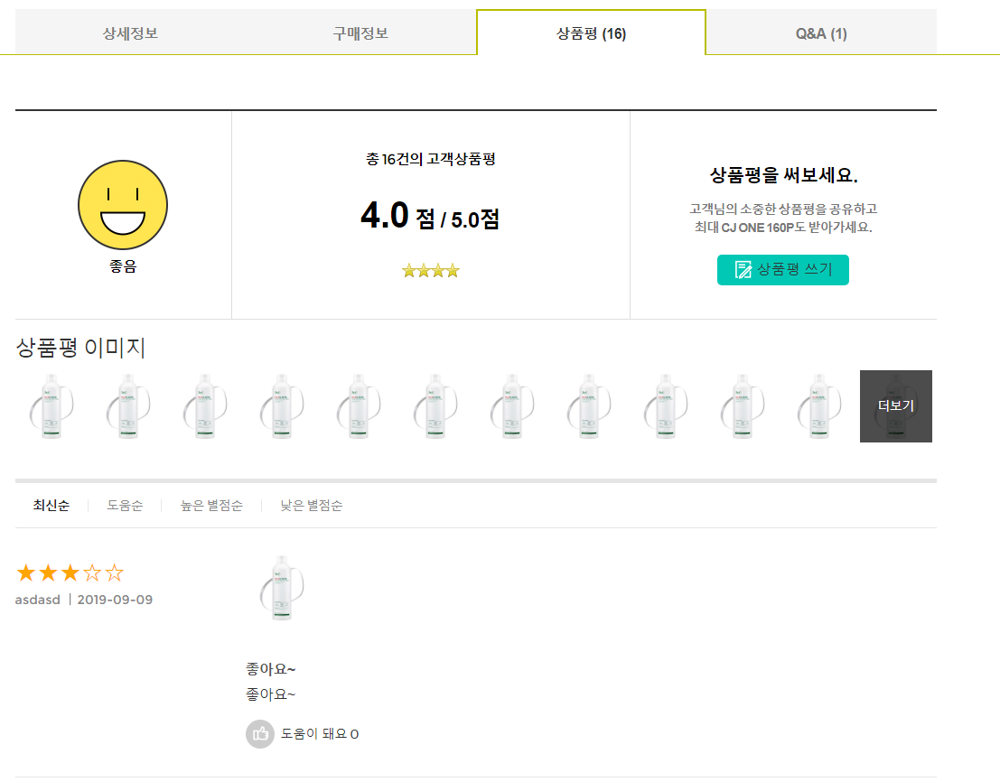 상세정보
구매정보
상품평 (16)
Q&A (1)
좋음
총 16건의 고객상품평
4.0 점 / 5.0점
상품평을 써보세요.
고객님의 소중한 상품평을 공유하고
최대 CJ ONE 160P도 받아가세요.
상품평 쓰기
상품평 이미지
더보기
최신순
도움순
높은 별점순
낮은 별점순
asdasd | 2019-09-09
좋아요~
좋아요~
도움이 돼요 0